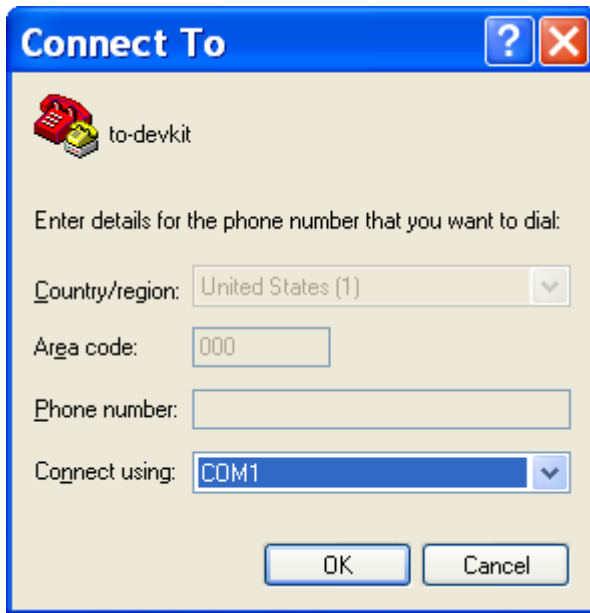 Connect To
to-devkit
Enter details for the phone number that you want to dial:
Country/region: United States (1)
Area code: 000
Phone number:
Connect using: COM1
OK Cancel